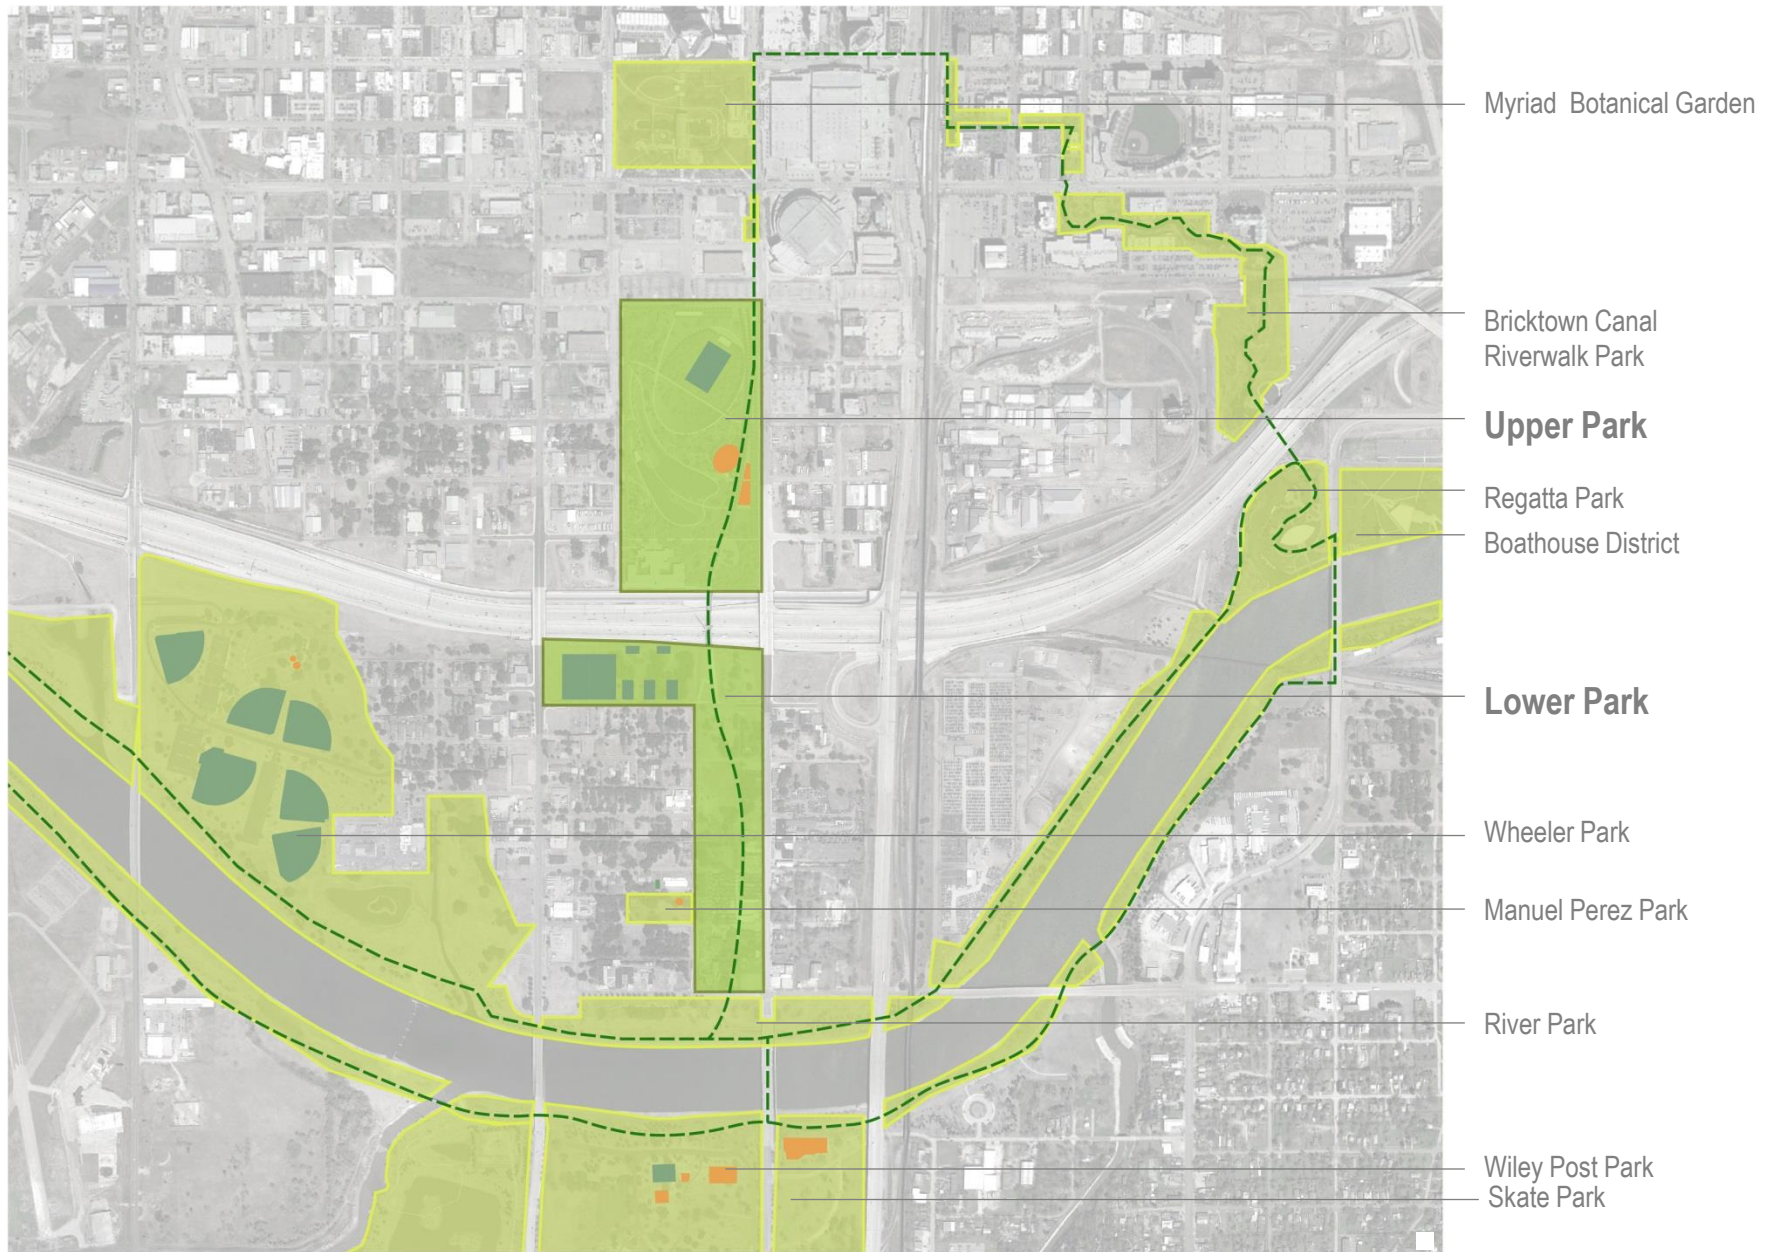 Myriad Botanical Garden
Bricktown Canal
Riverwalk Park
Upper Park
Regatta Park
Boathouse District
Lower Park
Wheeler Park
Manuel Perez Park
River Park
Wiley Post Park
Skate Park